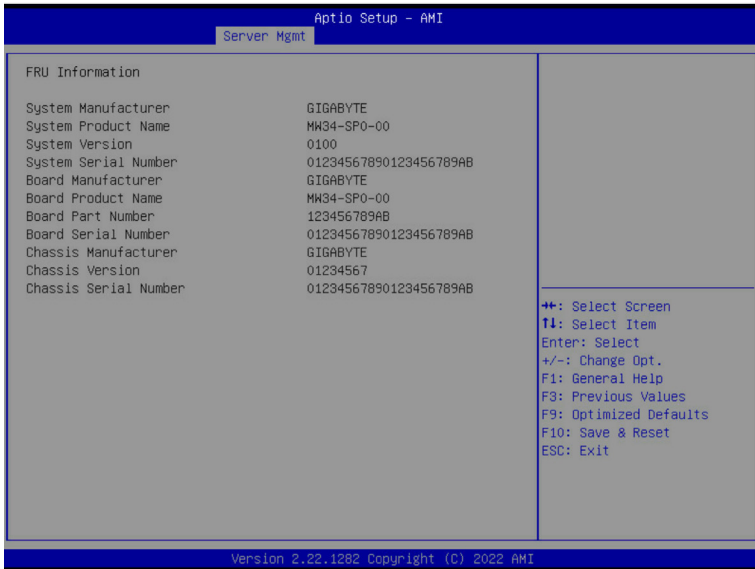 Aptio Setup – AMI
Server Mgmt
FRU Information
System Manufacturer GIGABYTE
System Product Name MW34-SP0-00
System Version 0100
System Serial Number 01234567890123456789AB
Board Manufacturer GIGABYTE
Board Product Name MW34-SP0-00
Board Part Number 123456789AB
Board Serial Number 01234567890123456789AB
Chassis Manufacturer GIGABYTE
Chassis Version 01234567
Chassis Serial Number 01234567890123456789AB
→←: Select Screen
↑↓: Select Item
Enter: Select
+/-: Change Opt.
F1: General Help
F3: Previous Values
F9: Optimized Defaults
F10: Save & Reset
ESC: Exit
Version 2.22.1282 Copyright (C) 2022 AMI